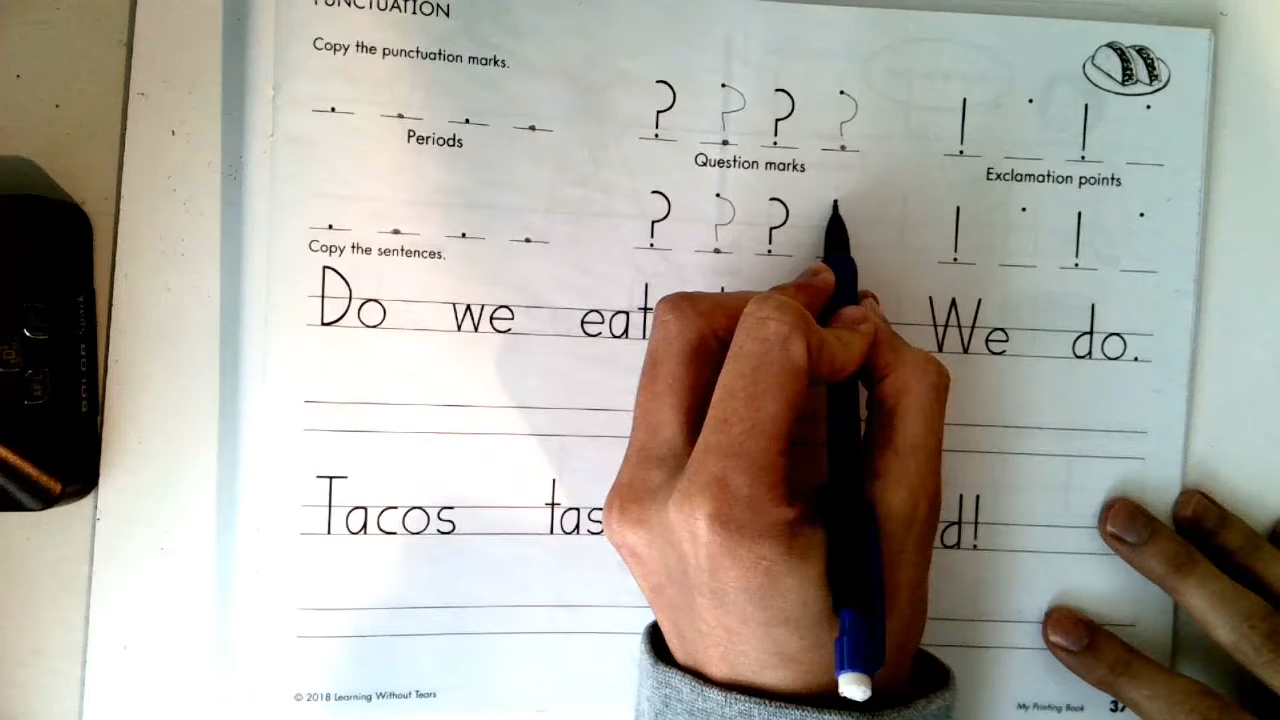 PUNCTUATION
Copy the punctuation marks.
. . . .
? ? ? ?
! !
Periods
Question marks
Exclamation points
. . . .
? ? ?
! !
Copy the sentences.
Do we eat We do.
Tacos d!
© 2018 Learning Without Tears
My Printing Book